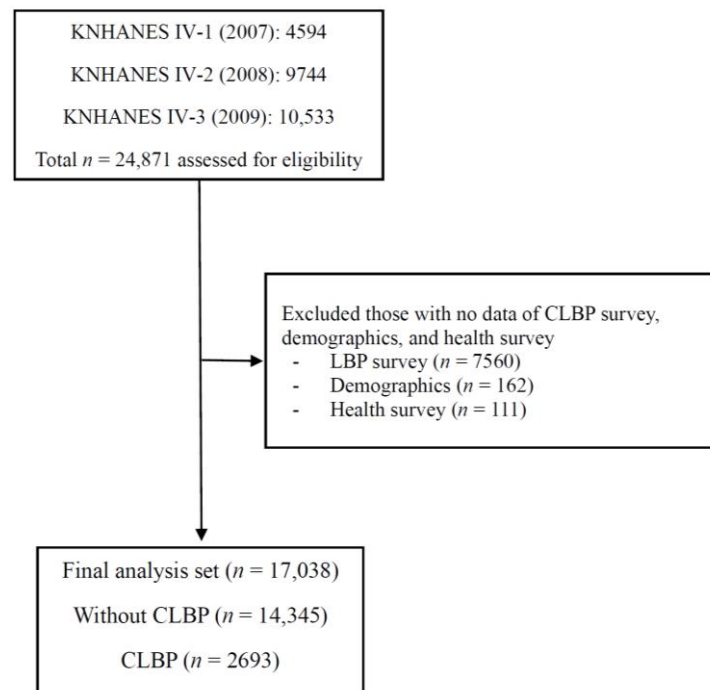 KNHANES IV-1 (2007): 4594
KNHANES IV-2 (2008): 9744
KNHANES IV-3 (2009): 10,533
Total n = 24,871 assessed for eligibility
Excluded those with no data of CLBP survey,
demographics, and health survey
- LBP survey (n = 7560)
- Demographics (n = 162)
- Health survey (n = 111)
Final analysis set (n = 17,038)
Without CLBP (n = 14,345)
CLBP (n = 2693)